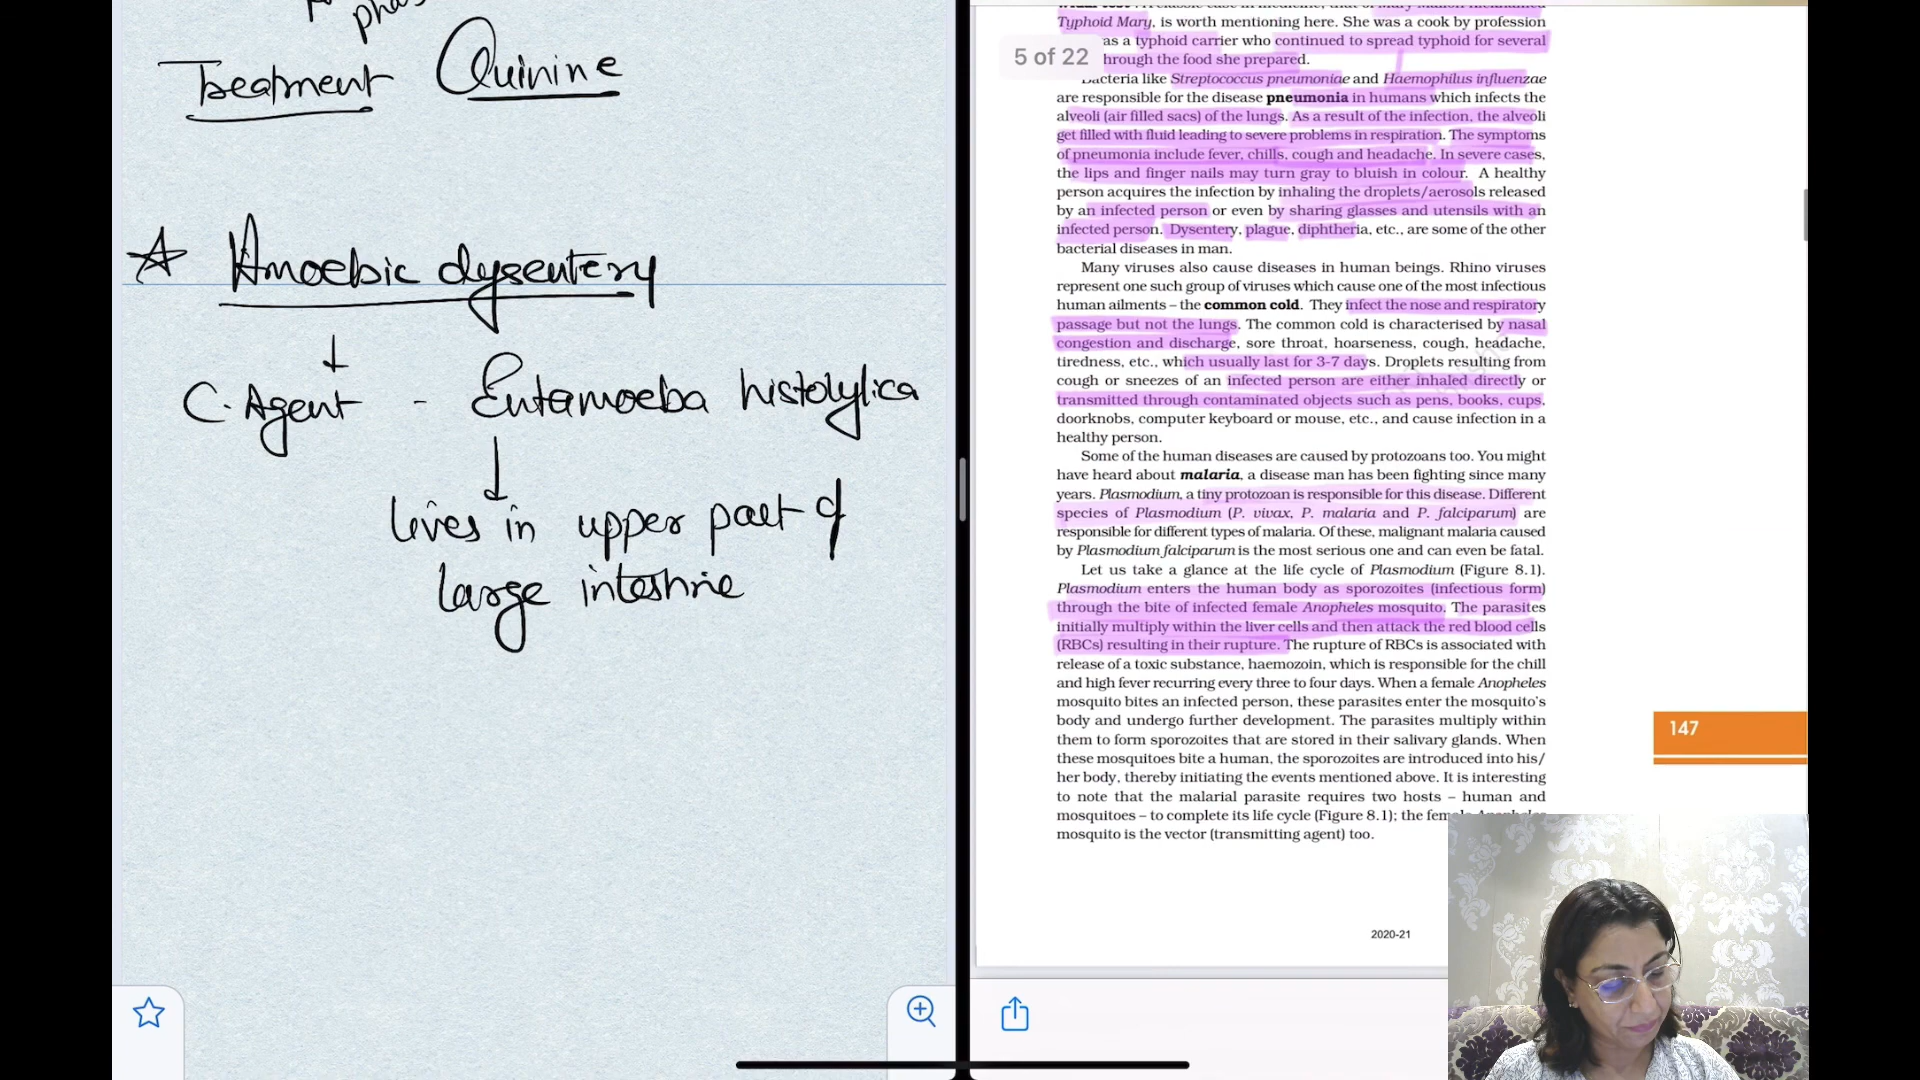 Treatment Quinine
Amoebic dysentery
C. Agent - Entamoeba histolylica
lives in upper part of
large intestine
Typhoid Mary, is worth mentioning here. She was a cook by profession
as a typhoid carrier who continued to spread typhoid for several
hrough the food she prepared.
5 of 22
Bacteria like Streptococcus pneumoniae and Haemophilus influenzae
are responsible for the disease pneumonia in humans which infects the
alveoli (air filled sacs) of the lungs. As a result of the infection, the alveoli
get filled with fluid leading to severe problems in respiration. The symptoms
of pneumonia include fever, chills, cough and headache. In severe cases,
the lips and finger nails may turn gray to bluish in colour. A healthy
person acquires the infection by inhaling the droplets/aerosols released
by an infected person or even by sharing glasses and utensils with an
infected person. Dysentery, plague, diphtheria, etc., are some of the other
bacterial diseases in man.
Many viruses also cause diseases in human beings. Rhino viruses
represent one such group of viruses which cause one of the most infectious
human ailments – the common cold. They infect the nose and respiratory
passage but not the lungs. The common cold is characterised by nasal
congestion and discharge, sore throat, hoarseness, cough, headache,
tiredness, etc., which usually last for 3-7 days. Droplets resulting from
cough or sneezes of an infected person are either inhaled directly or
transmitted through contaminated objects such as pens, books, cups,
doorknobs, computer keyboard or mouse, etc., and cause infection in a
healthy person.
Some of the human diseases are caused by protozoans too. You might
have heard about malaria, a disease man has been fighting since many
years. Plasmodium, a tiny protozoan is responsible for this disease. Different
species of Plasmodium (P. vivax, P. malaria and P. falciparum) are
responsible for different types of malaria. Of these, malignant malaria caused
by Plasmodium falciparum is the most serious one and can even be fatal.
Let us take a glance at the life cycle of Plasmodium (Figure 8.1).
Plasmodium enters the human body as sporozoites (infectious form)
through the bite of infected female Anopheles mosquito. The parasites
initially multiply within the liver cells and then attack the red blood cells
(RBCs) resulting in their rupture. The rupture of RBCs is associated with
release of a toxic substance, haemozoin, which is responsible for the chill
and high fever recurring every three to four days. When a female Anopheles
mosquito bites an infected person, these parasites enter the mosquito's
body and undergo further development. The parasites multiply within
them to form sporozoites that are stored in their salivary glands. When
these mosquitoes bite a human, the sporozoites are introduced into his/
her body, thereby initiating the events mentioned above. It is interesting
to note that the malarial parasite requires two hosts – human and
mosquitoes – to complete its life cycle (Figure 8.1); the
mosquito is the vector (transmitting agent) too.
147
2020-21